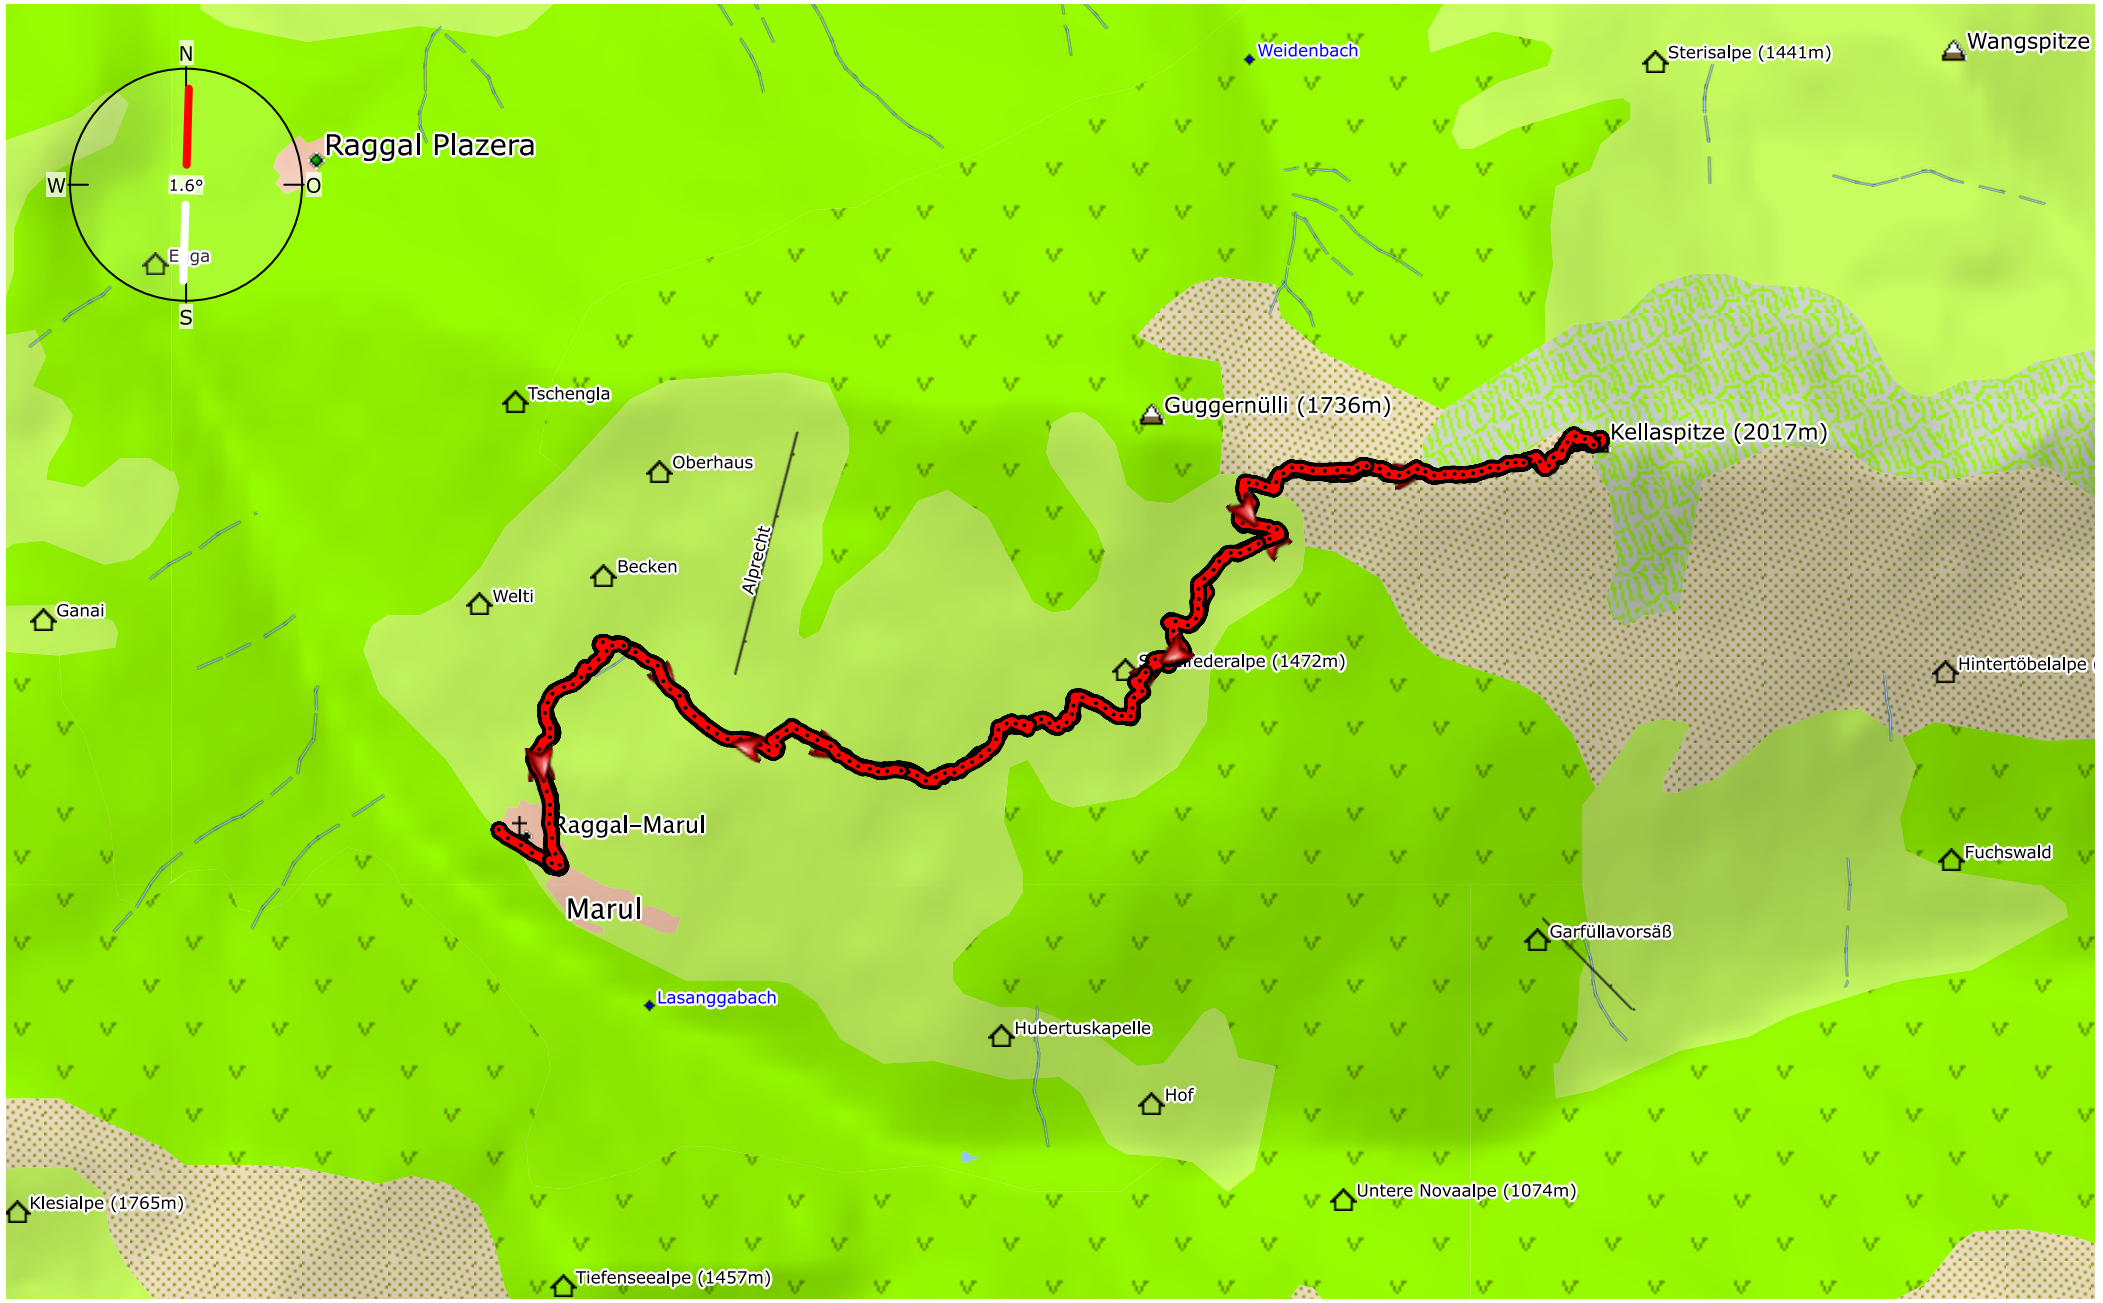 N
Weidenbach
Sterisalpe (1441m)
Wangspitze
Raggal Plazera
W
1.6°
O
S
Tschengla
Guggernülli (1736m)
Kellaspitze (2017m)
Oberhaus
Alprecht
Becken
Welti
Ganai
(1472m)
Hintertöbelalpe (
Raggal-Marul
Fuchswald
Marul
Garfüllavorsäß
Lasanggabach
Hubertuskapelle
Hof
Untere Novaalpe (1074m)
Klesialpe (1765m)
Tiefenseealpe (1457m)